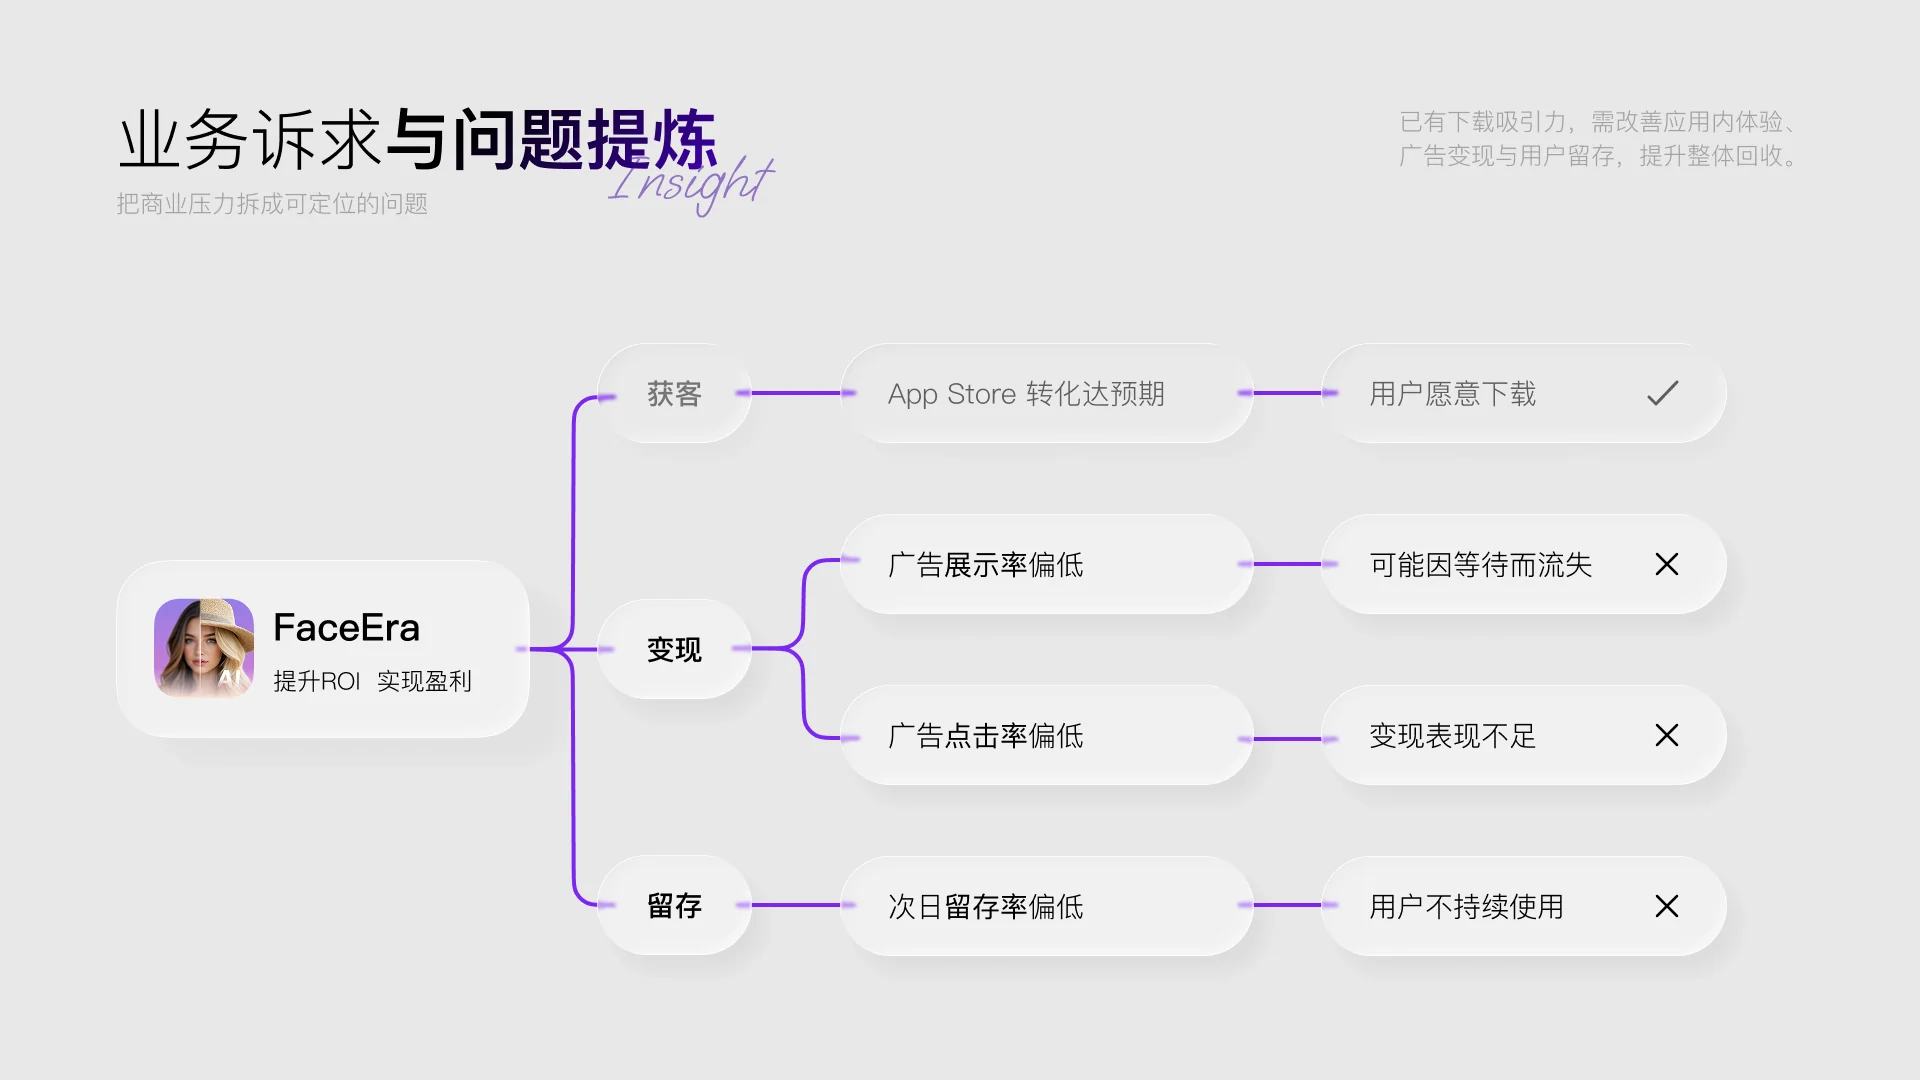 业务诉求与问题提炼
Insight
把商业压力拆成可定位的问题
已有下载吸引力，需改善应用内体验、
广告变现与用户留存，提升整体回收。
获客
App Store 转化达预期
用户愿意下载
广告展示率偏低
可能因等待而流失
AI
FaceEra
提升ROI 实现盈利
变现
广告点击率偏低
变现表现不足
留存
次日留存率偏低
用户不持续使用